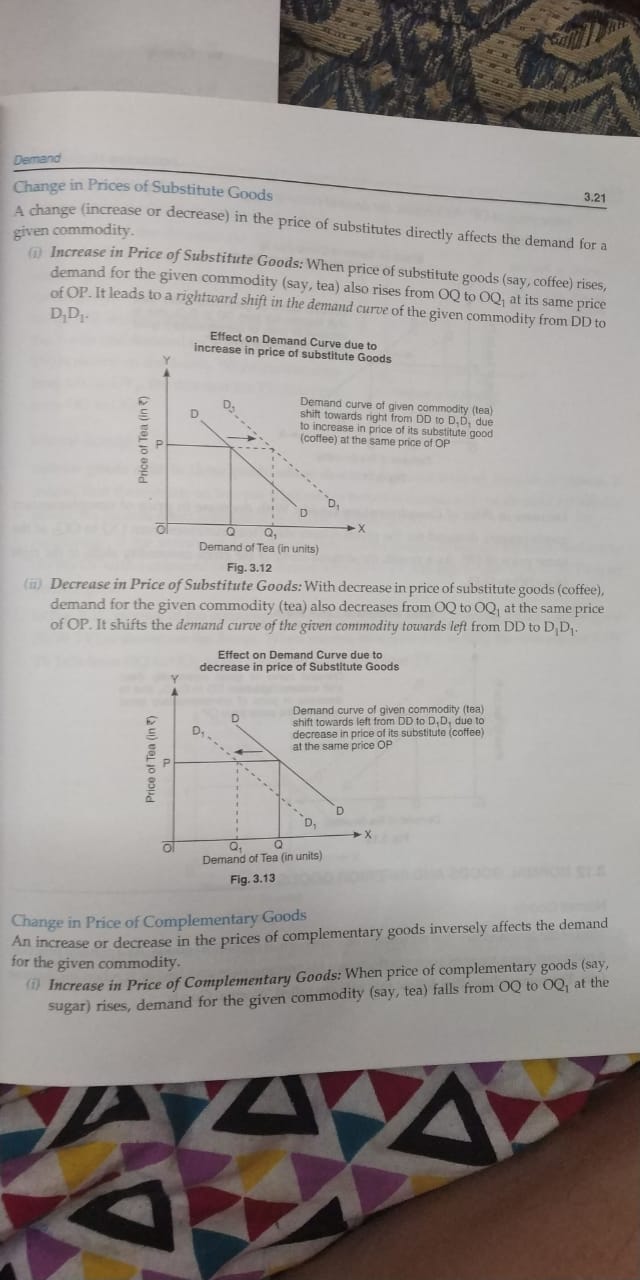 Demand
3.21
Change in Prices of Substitute Goods
A change (increase or decrease) in the price of substitutes directly affects the demand for a
given commodity.
(i) Increase in Price of Substitute Goods: When price of substitute goods (say, coffee) rises,
demand for the given commodity (say, tea) also rises from OQ to OQ₁ at its same price
of OP. It leads to a rightward shift in the demand curve of the given commodity from DD to
D₁D₁.
Effect on Demand Curve due to
increase in price of substitute Goods
Y
Price of Tea (in ₹)
D
D₁
P
Demand curve of given commodity (tea)
shift towards right from DD to D₁D₁ due
to increase in price of its substitute good
(coffee) at the same price of OP
D₁
D
O
Q
Q₁
X
Demand of Tea (in units)
Fig. 3.12
(ii) Decrease in Price of Substitute Goods: With decrease in price of substitute goods (coffee),
demand for the given commodity (tea) also decreases from OQ to OQ₁ at the same price
of OP. It shifts the demand curve of the given commodity towards left from DD to D₁D₁.
Effect on Demand Curve due to
decrease in price of Substitute Goods
Y
Price of Tea (in ₹)
D₁
D
P
Demand curve of given commodity (tea)
shift towards left from DD to D₁D₁ due to
decrease in price of its substitute (coffee)
at the same price OP
D
D₁
O
Q₁
Q
X
Demand of Tea (in units)
Fig. 3.13
Change in Price of Complementary Goods
An increase or decrease in the prices of complementary goods inversely affects the demand
for the given commodity.
(i) Increase in Price of Complementary Goods: When price of complementary goods (say,
sugar) rises, demand for the given commodity (say, tea) falls from OQ to OQ₁ at the